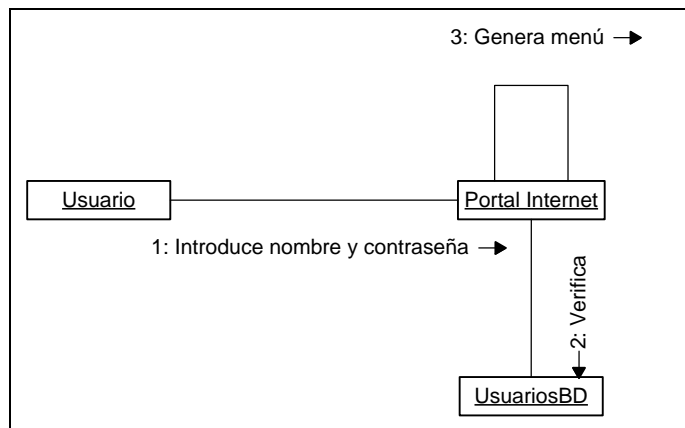 3: Genera menú
Usuario
Portal Internet
1: Introduce nombre y contraseña
2: Verifica
UsuariosBD